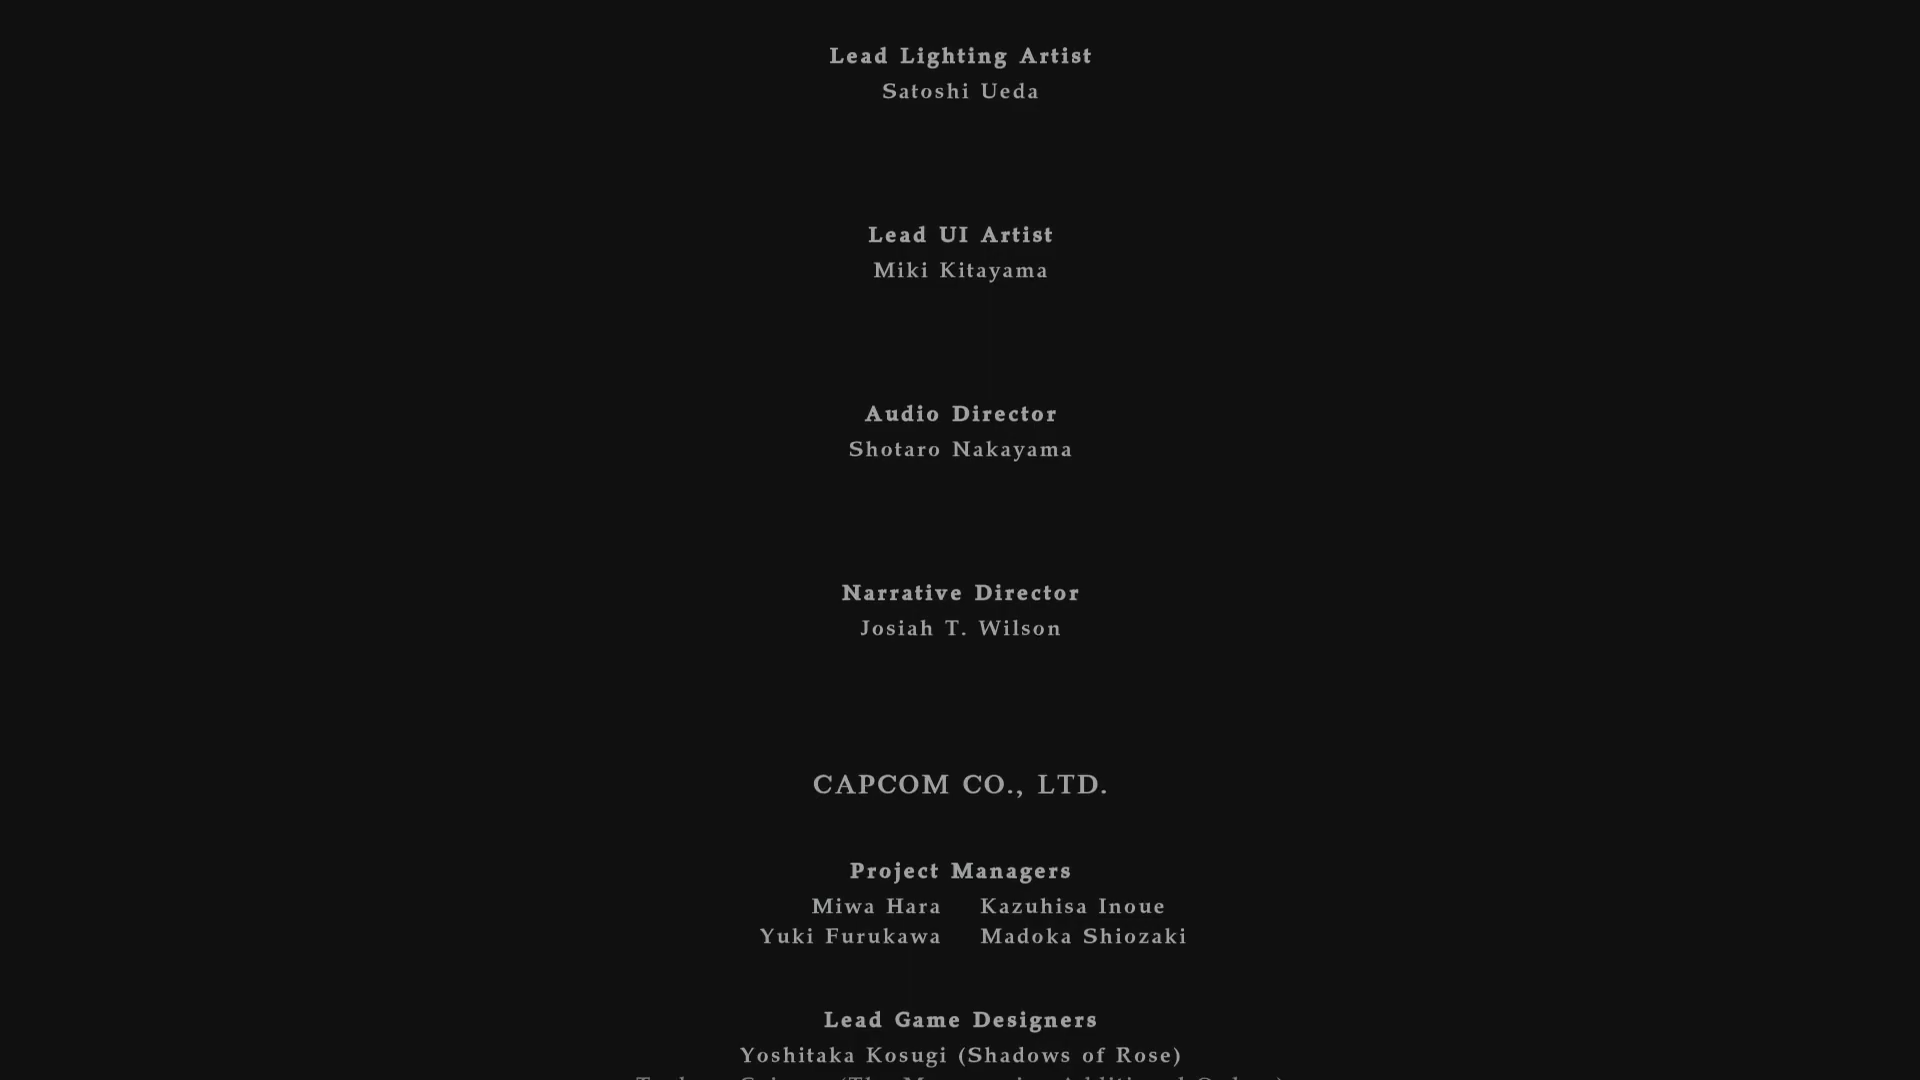 Lead Lighting Artist
Satoshi Ueda
Lead UI Artist
Miki Kitayama
Audio Director
Shotaro Nakayama
Narrative Director
Josiah T. Wilson
CAPCOM CO., LTD.
Project Managers
Miwa Hara Kazuhisa Inoue
Yuki Furukawa Madoka Shiozaki
Lead Game Designers
Yoshitaka Kosugi (Shadows of Rose)